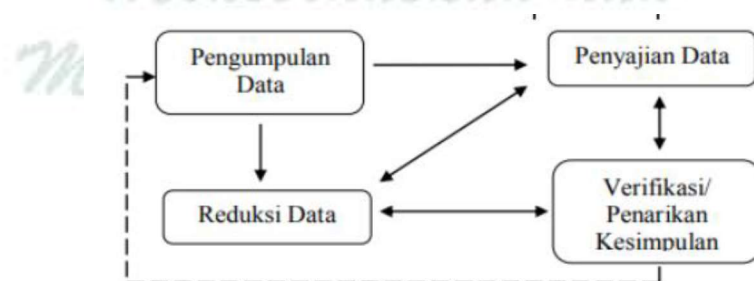 Pengumpulan
Data
Penyajian Data
Reduksi Data
Verifikasi/
Penarikan
Kesimpulan